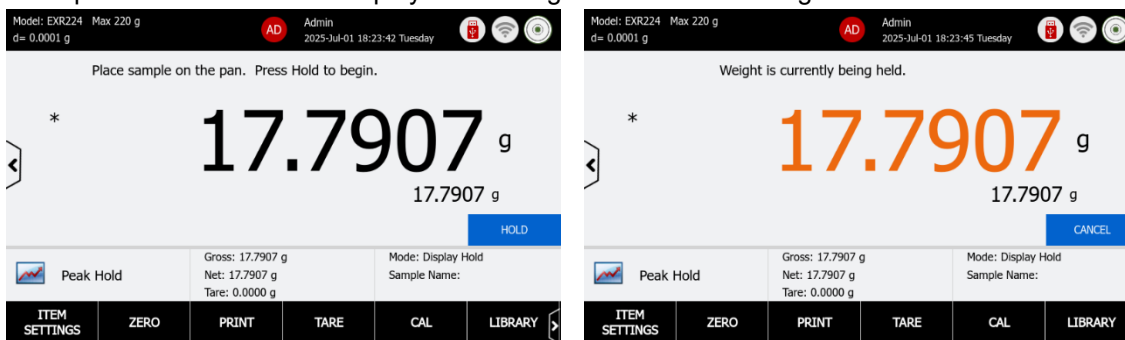 Model: EXR224 Max 220 g
d= 0.0001 g
AD
Admin
2025-Jul-01 18:23:42 Tuesday
Place sample on the pan. Press Hold to begin.
*
17.7907 g
17.7907 g
HOLD
Peak Hold
Gross: 17.7907 g
Net: 17.7907 g
Tare: 0.0000 g
Mode: Display Hold
Sample Name:
ITEM
SETTINGS
ZERO
PRINT
TARE
CAL
LIBRARY
Model: EXR224 Max 220 g
d= 0.0001 g
AD
Admin
2025-Jul-01 18:23:45 Tuesday
Weight is currently being held.
*
17.7907 g
17.7907 g
CANCEL
Peak Hold
Gross: 17.7907 g
Net: 17.7907 g
Tare: 0.0000 g
Mode: Display Hold
Sample Name:
ITEM
SETTINGS
ZERO
PRINT
TARE
CAL
LIBRARY